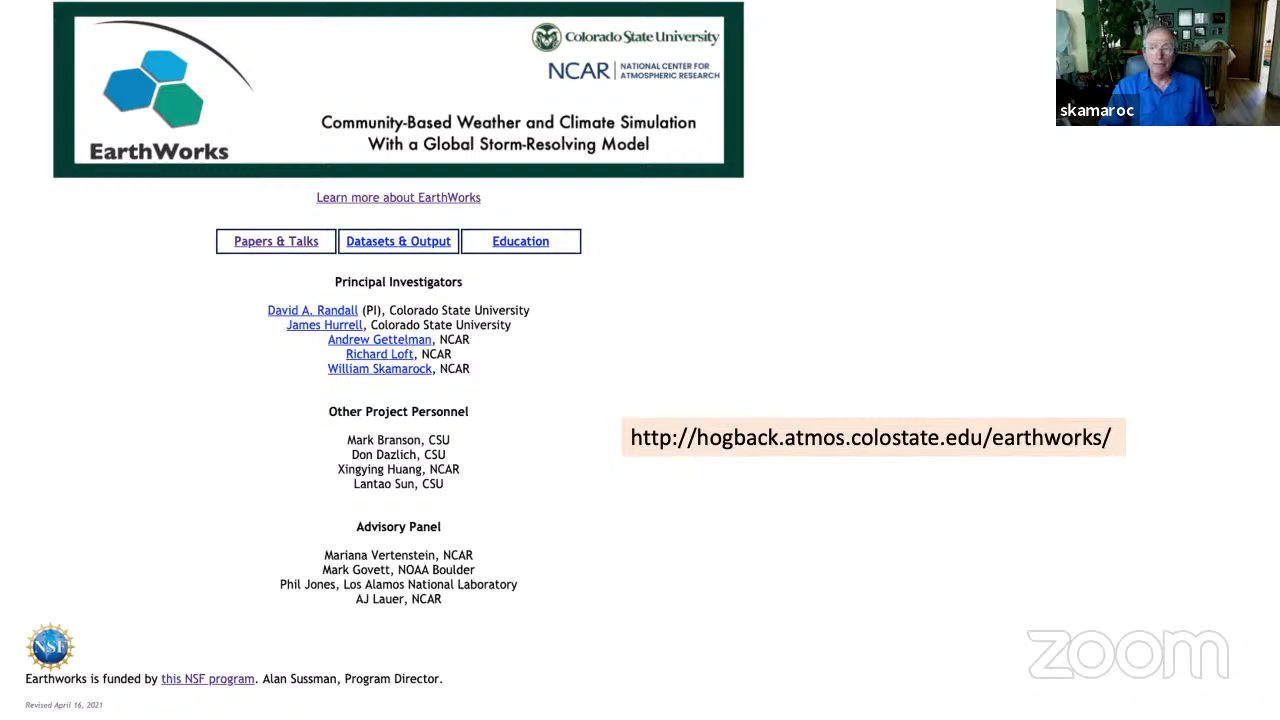 Colorado State University
NCAR | NATIONAL CENTER FOR
ATMOSPHERIC RESEARCH
Community-Based Weather and Climate Simulation
With a Global Storm-Resolving Model
EarthWorks
skamaroc
Learn more about EarthWorks
Papers & Talks
Datasets & Output
Education
Principal Investigators
David A. Randall (PI), Colorado State University
James Hurrell, Colorado State University
Andrew Gettelman, NCAR
Richard Loft, NCAR
William Skamarock, NCAR
Other Project Personnel
Mark Branson, CSU
Don Dazlich, CSU
Xingying Huang, NCAR
Lantao Sun, CSU
http://hogback.atmos.colostate.edu/earthworks/
Advisory Panel
Mariana Vertenstein, NCAR
Mark Govett, NOAA Boulder
Phil Jones, Los Alamos National Laboratory
AJ Lauer, NCAR
NSF
zoom
Earthworks is funded by this NSF program. Alan Sussman, Program Director.
Revised April 16, 2021